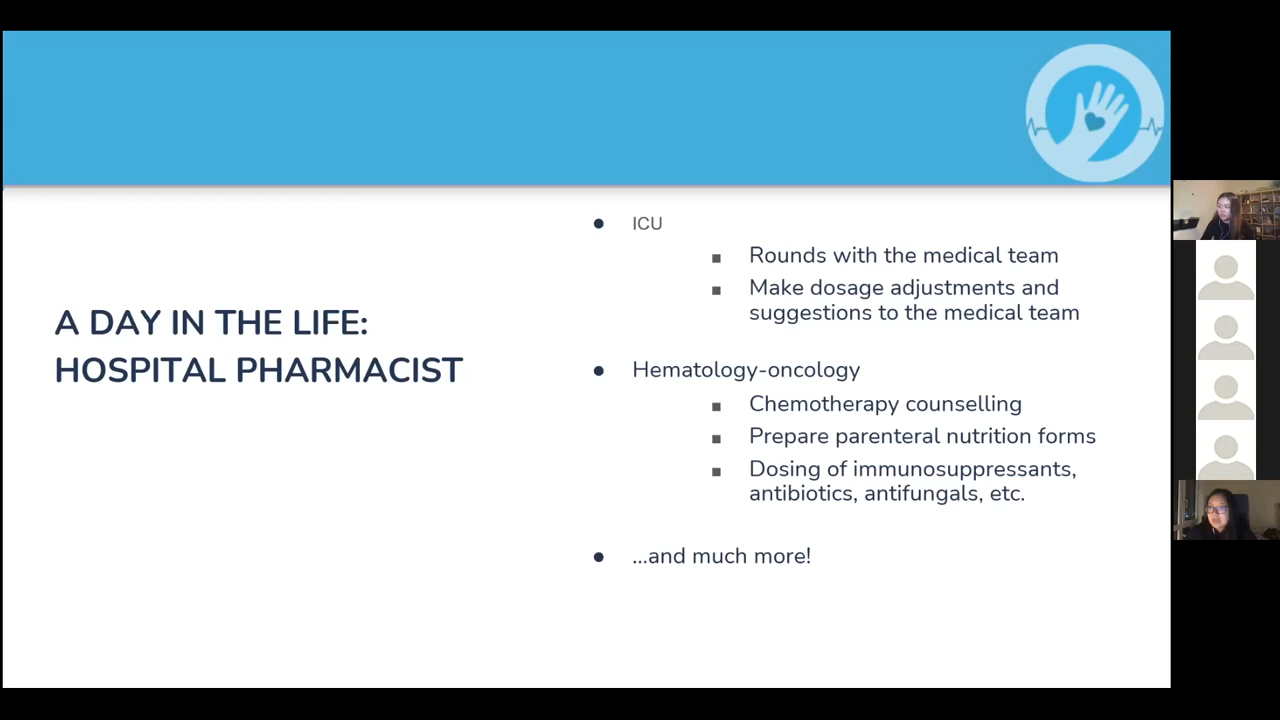 A DAY IN THE LIFE:
HOSPITAL PHARMACIST
ICU
Rounds with the medical team
Make dosage adjustments and
suggestions to the medical team
Hematology-oncology
Chemotherapy counselling
Prepare parenteral nutrition forms
Dosing of immunosuppressants,
antibiotics, antifungals, etc.
...and much more!